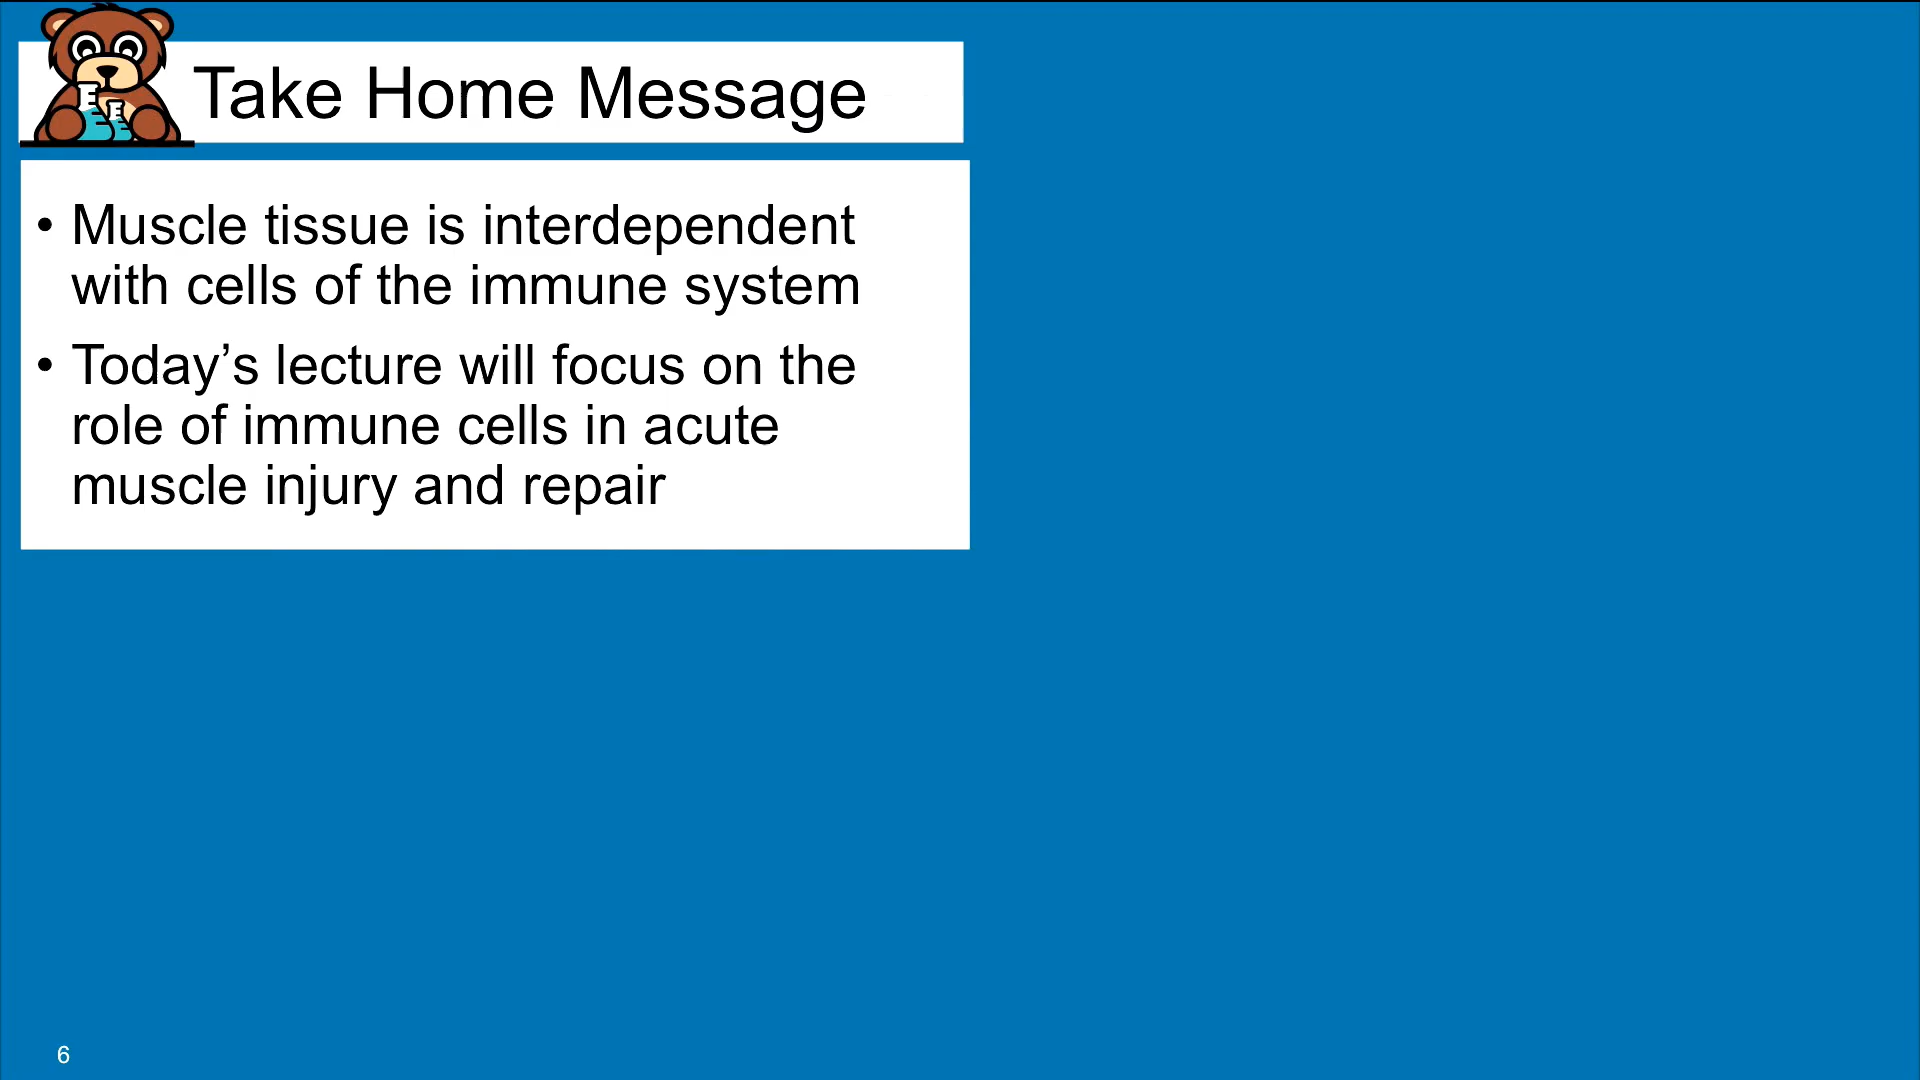 Take Home Message
• Muscle tissue is interdependent
with cells of the immune system
• Today’s lecture will focus on the
role of immune cells in acute
muscle injury and repair
6